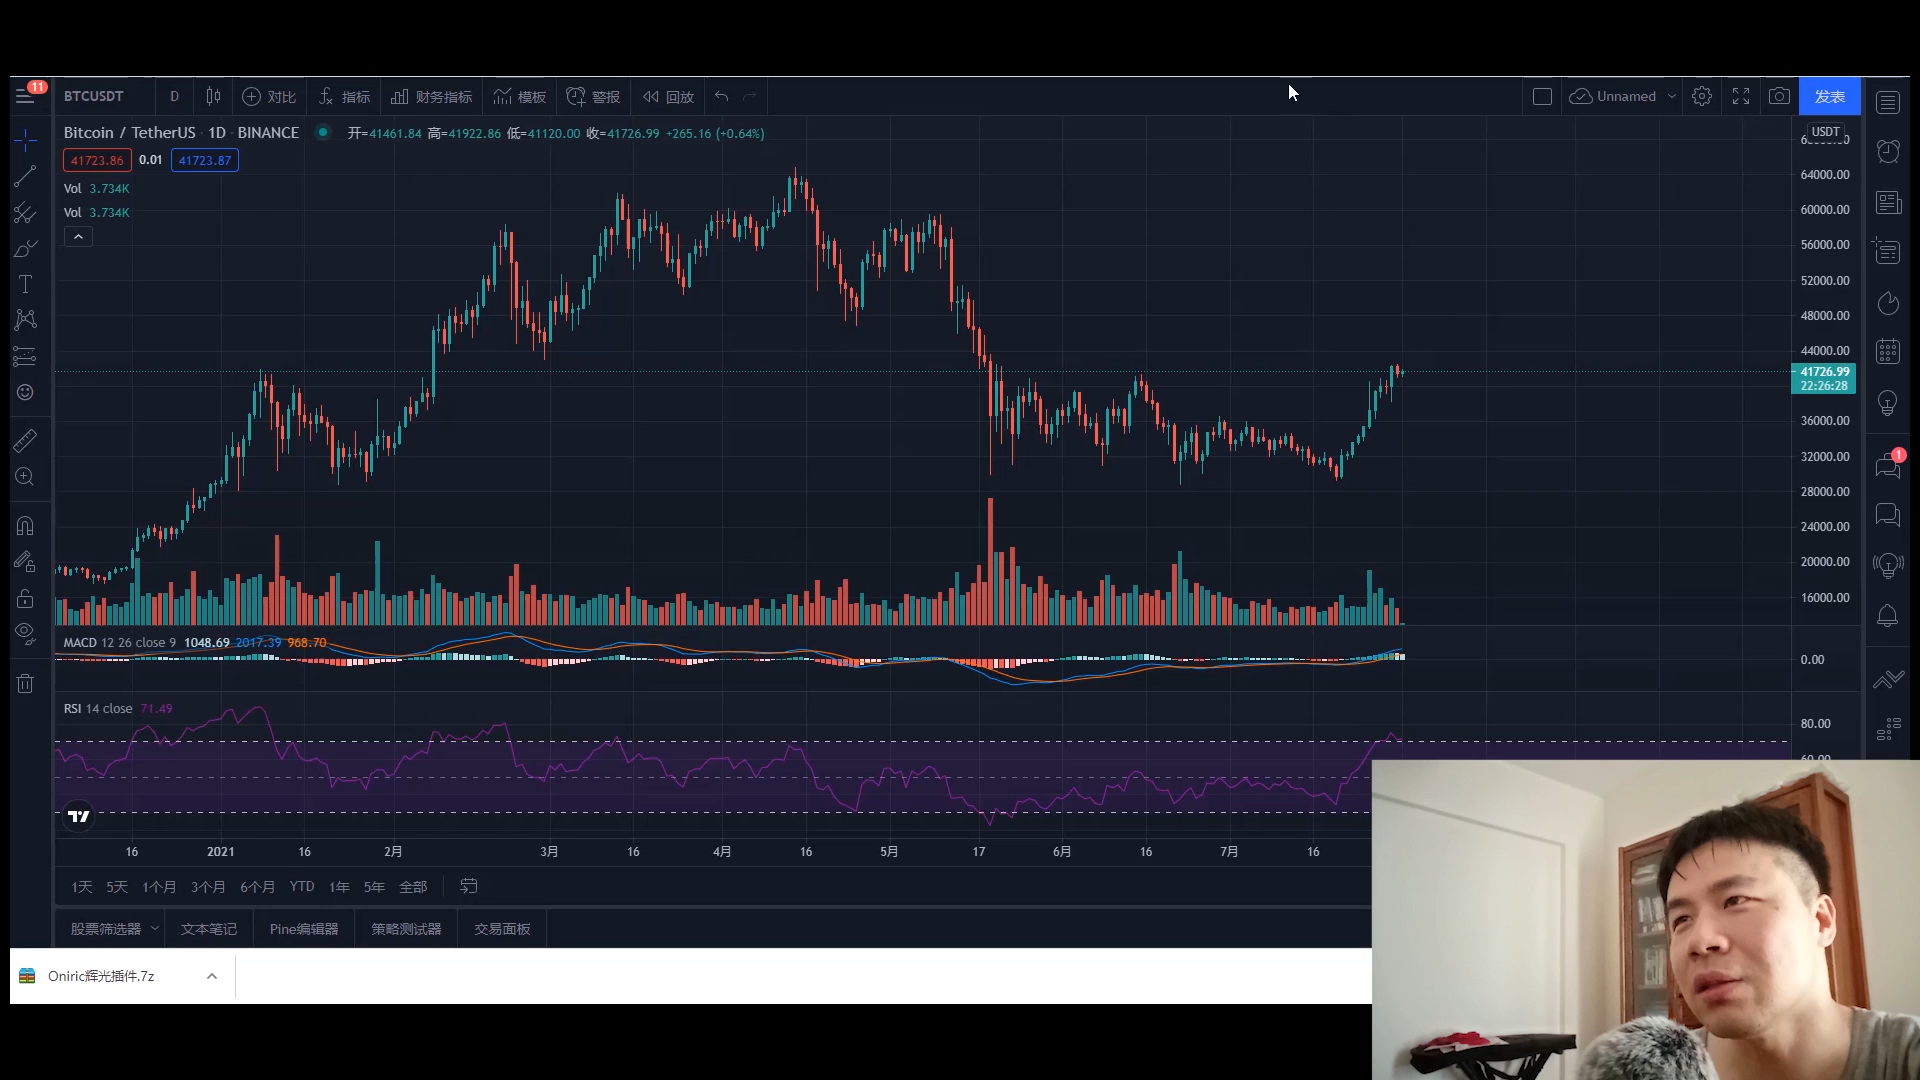 11
BTCUSDT D 对比 指标 财务指标 模板 警报 回放 Unnamed 发表
Bitcoin / TetherUS · 1D · BINANCE 开=41461.84 高=41922.86 低=41120.00 收=41726.99 +265.16 (+0.64%)
USDT
41723.86 0.01 41723.87
Vol 3.734K
Vol 3.734K
64000.00
60000.00
56000.00
52000.00
48000.00
44000.00
41726.99
22:26:28
36000.00
32000.00
28000.00
24000.00
20000.00
16000.00
1
MACD 12 26 close 9 1048.69 2017.39 968.70
0.00
RSI 14 close 71.49
80.00
60.00
16 2021 16 2月 3月 16 4月 16 5月 17 6月 16 7月 16
1天 5天 1个月 3个月 6个月 YTD 1年 5年 全部
股票筛选器 文本笔记 Pine编辑器 策略测试器 交易面板
Oniric辉光插件.7z